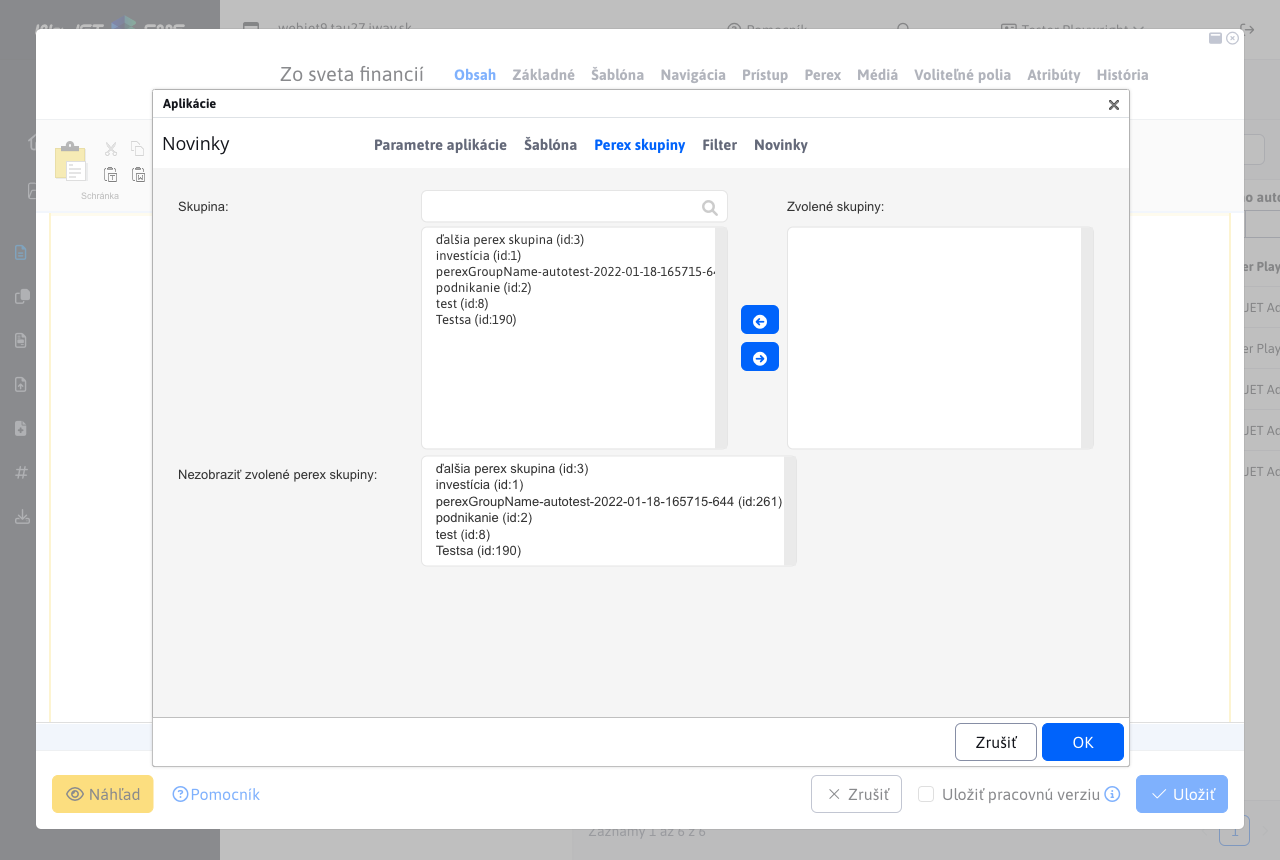 webjet9.tau27.iway.sk
Pomocník
Tester Playwright
Zo sveta financií
Obsah Základné Šablóna Navigácia Prístup Perex Médiá Voliteľné polia Atribúty História
Aplikácie
Novinky
Parametre aplikácie Šablóna Perex skupiny Filter Novinky
Schránka
Skupina:
Zvolené skupiny:
ďalšia perex skupina (id:3)
investícia (id:1)
perexGroupName-autotest-2022-01-18-165715-64
podnikanie (id:2)
test (id:8)
Testsa (id:190)
Nezobraziť zvolené perex skupiny:
ďalšia perex skupina (id:3)
investícia (id:1)
perexGroupName-autotest-2022-01-18-165715-644 (id:261)
podnikanie (id:2)
test (id:8)
Testsa (id:190)
o auto
er Play
JET Ad
er Play
JET Ad
JET Ad
JET Ad
Zrušiť
OK
Náhľad
Pomocník
Zrušiť
Uložiť pracovnú verziu
Uložiť
Záznamy 1 až 6 z 6
1